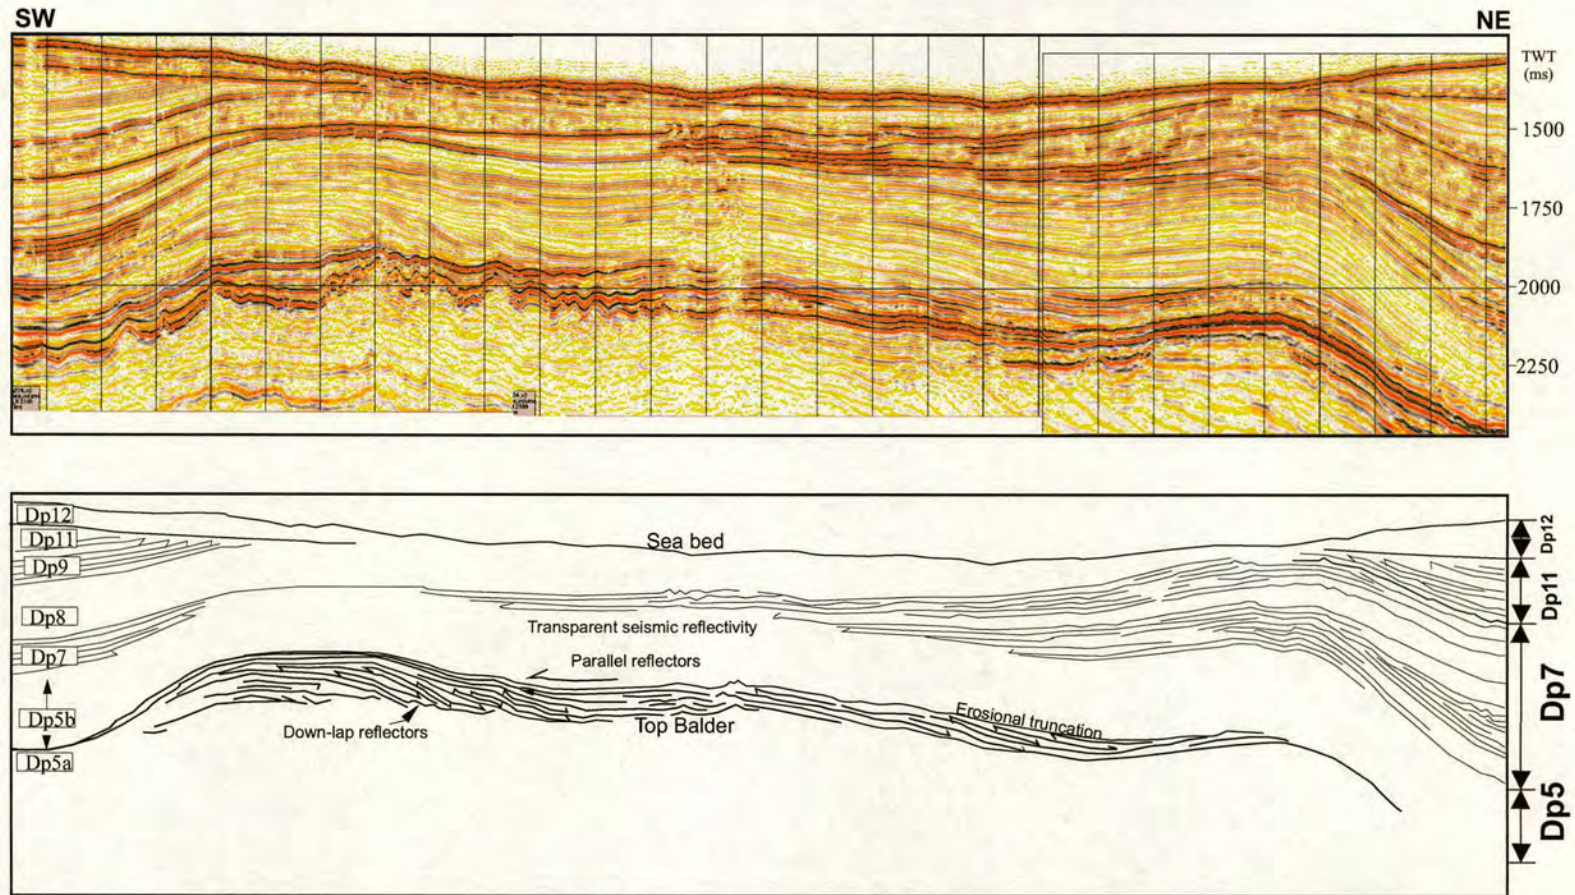 SW
NE
TWT
(ms)
1500
1750
2000
2250
Dp12
Dp11
Dp9
Dp8
Dp7
Dp5b
Dp5a
Sea bed
Transparent seismic reflectivity
Parallel reflectors
Down-lap reflectors
Top Balder
Erosional truncation
Dp12
Dp11
Dp7
Dp5